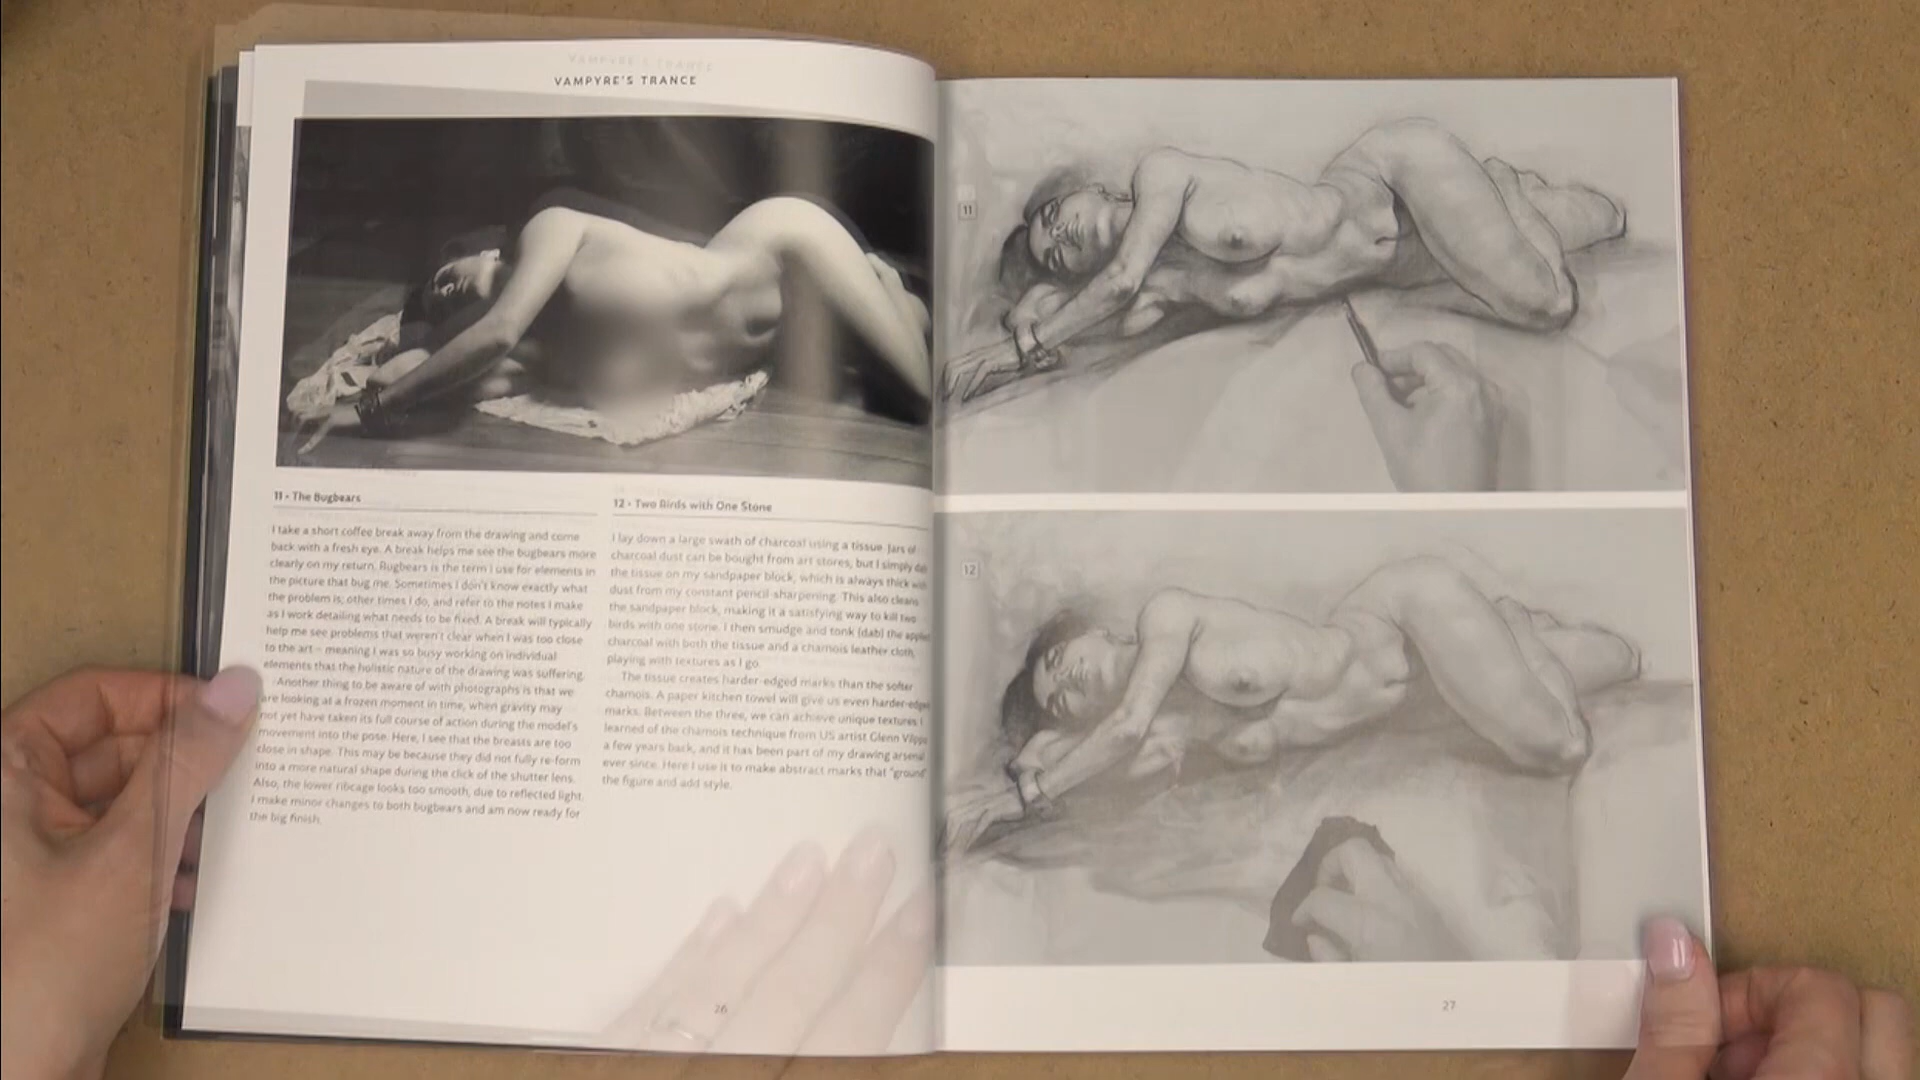 VAMPYRE'S TRANCE
VAMPYRE'S TRANCE
11 - The Bugbears
I take a short coffee break away from the drawing and come
back with a fresh eye. A break helps me see the bugbears more
clearly on my return. Bugbears is the term I use for elements in
the picture that bug me. Sometimes I don't know exactly what
the problem is; other times I do, and refer to the notes I make
as I work detailing what needs to be fixed. A break will typically
help me see problems that weren't clear when I was too close
to the art – meaning I was so busy working on individual
elements that the holistic nature of the drawing was suffering.
Another thing to be aware of with photographs is that we
are looking at a frozen moment in time, when gravity may
not yet have taken its full course of action during the model's
movement into the pose. Here, I see that the breasts are too
close in shape. This may be because they did not fully re-form
into a more natural shape during the click of the shutter lens.
Also, the lower ribcage looks too smooth, due to reflected light.
I make minor changes to both bugbears and am now ready for
the big finish.
12 - Two Birds with One Stone
I lay down a large swath of charcoal using a tissue. Jars of
charcoal dust can be bought from art stores, but I simply
the tissue on my sandpaper block, which is always thick with
dust from my constant pencil-sharpening. This also cleans
the sandpaper block, making it a satisfying way to kill two
birds with one stone. I then smudge and tonk (dab) the applied
charcoal with both the tissue and a chamois leather cloth,
playing with textures as I go.
The tissue creates harder-edged marks than the softer
chamois. A paper kitchen towel will give us even harder-edged
marks. Between the three, we can achieve unique textures. I
learned of the chamois technique from US artist Glenn Vilppu
a few years back, and it has been part of my drawing arsenal
ever since. Here I use it to make abstract marks that "ground"
the figure and add style.
26
11
12
27